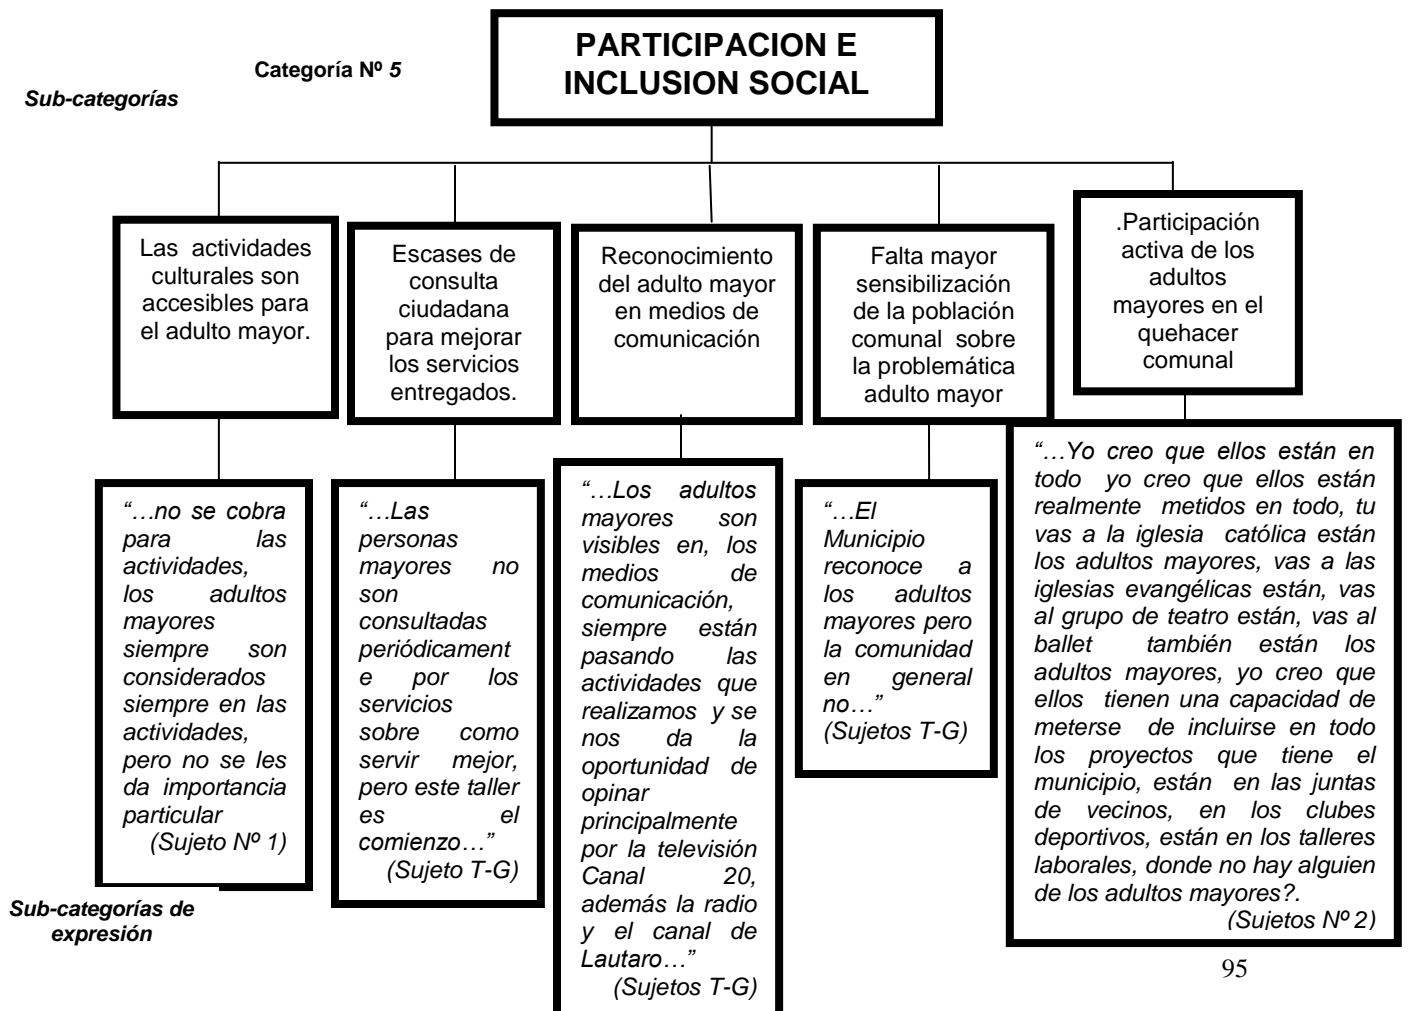 PARTICIPACION E
INCLUSION SOCIAL
Categoría Nº 5
Sub-categorías
Las actividades
culturales son
accesibles para
el adulto mayor.
Escases de
consulta
ciudadana
para mejorar
los servicios
entregados.
Reconocimiento
del adulto mayor
en medios de
comunicación
Falta mayor
sensibilización
de la población
comunal sobre
la problemática
adulto mayor
.Participación
activa de los
adultos
mayores en el
quehacer
comunal
“…no se cobra
para las
actividades,
los adultos
mayores
siempre son
considerados
siempre en las
actividades,
pero no se les
da importancia
particular
(Sujeto Nº 1)
“…Las
personas
mayores no
son
consultadas
periódicament
e por los
servicios
sobre como
servir mejor,
pero este taller
es el
comienzo…”
(Sujeto T-G)
“…Los adultos
mayores son
visibles en, los
medios de
comunicación,
siempre están
pasando las
actividades que
realizamos y se
nos da la
oportunidad de
opinar
principalmente
por la televisión
Canal 20,
además la radio
y el canal de
Lautaro…”
(Sujetos T-G)
“…El
Municipio
reconoce a
los adultos
mayores pero
la comunidad
en general
no…”
(Sujetos T-G)
“…Yo creo que ellos están en
todo yo creo que ellos están
realmente metidos en todo, tu
vas a la iglesia católica están
los adultos mayores, vas a las
iglesias evangélicas están, vas
al grupo de teatro están, vas al
ballet también están los
adultos mayores, yo creo que
ellos tienen una capacidad de
meterse de incluirse en todo
los proyectos que tiene el
municipio, están en las juntas
de vecinos, en los clubes
deportivos, están en los talleres
laborales, donde no hay alguien
de los adultos mayores?.
(Sujetos Nº 2)
Sub-categorías de
expresión
95